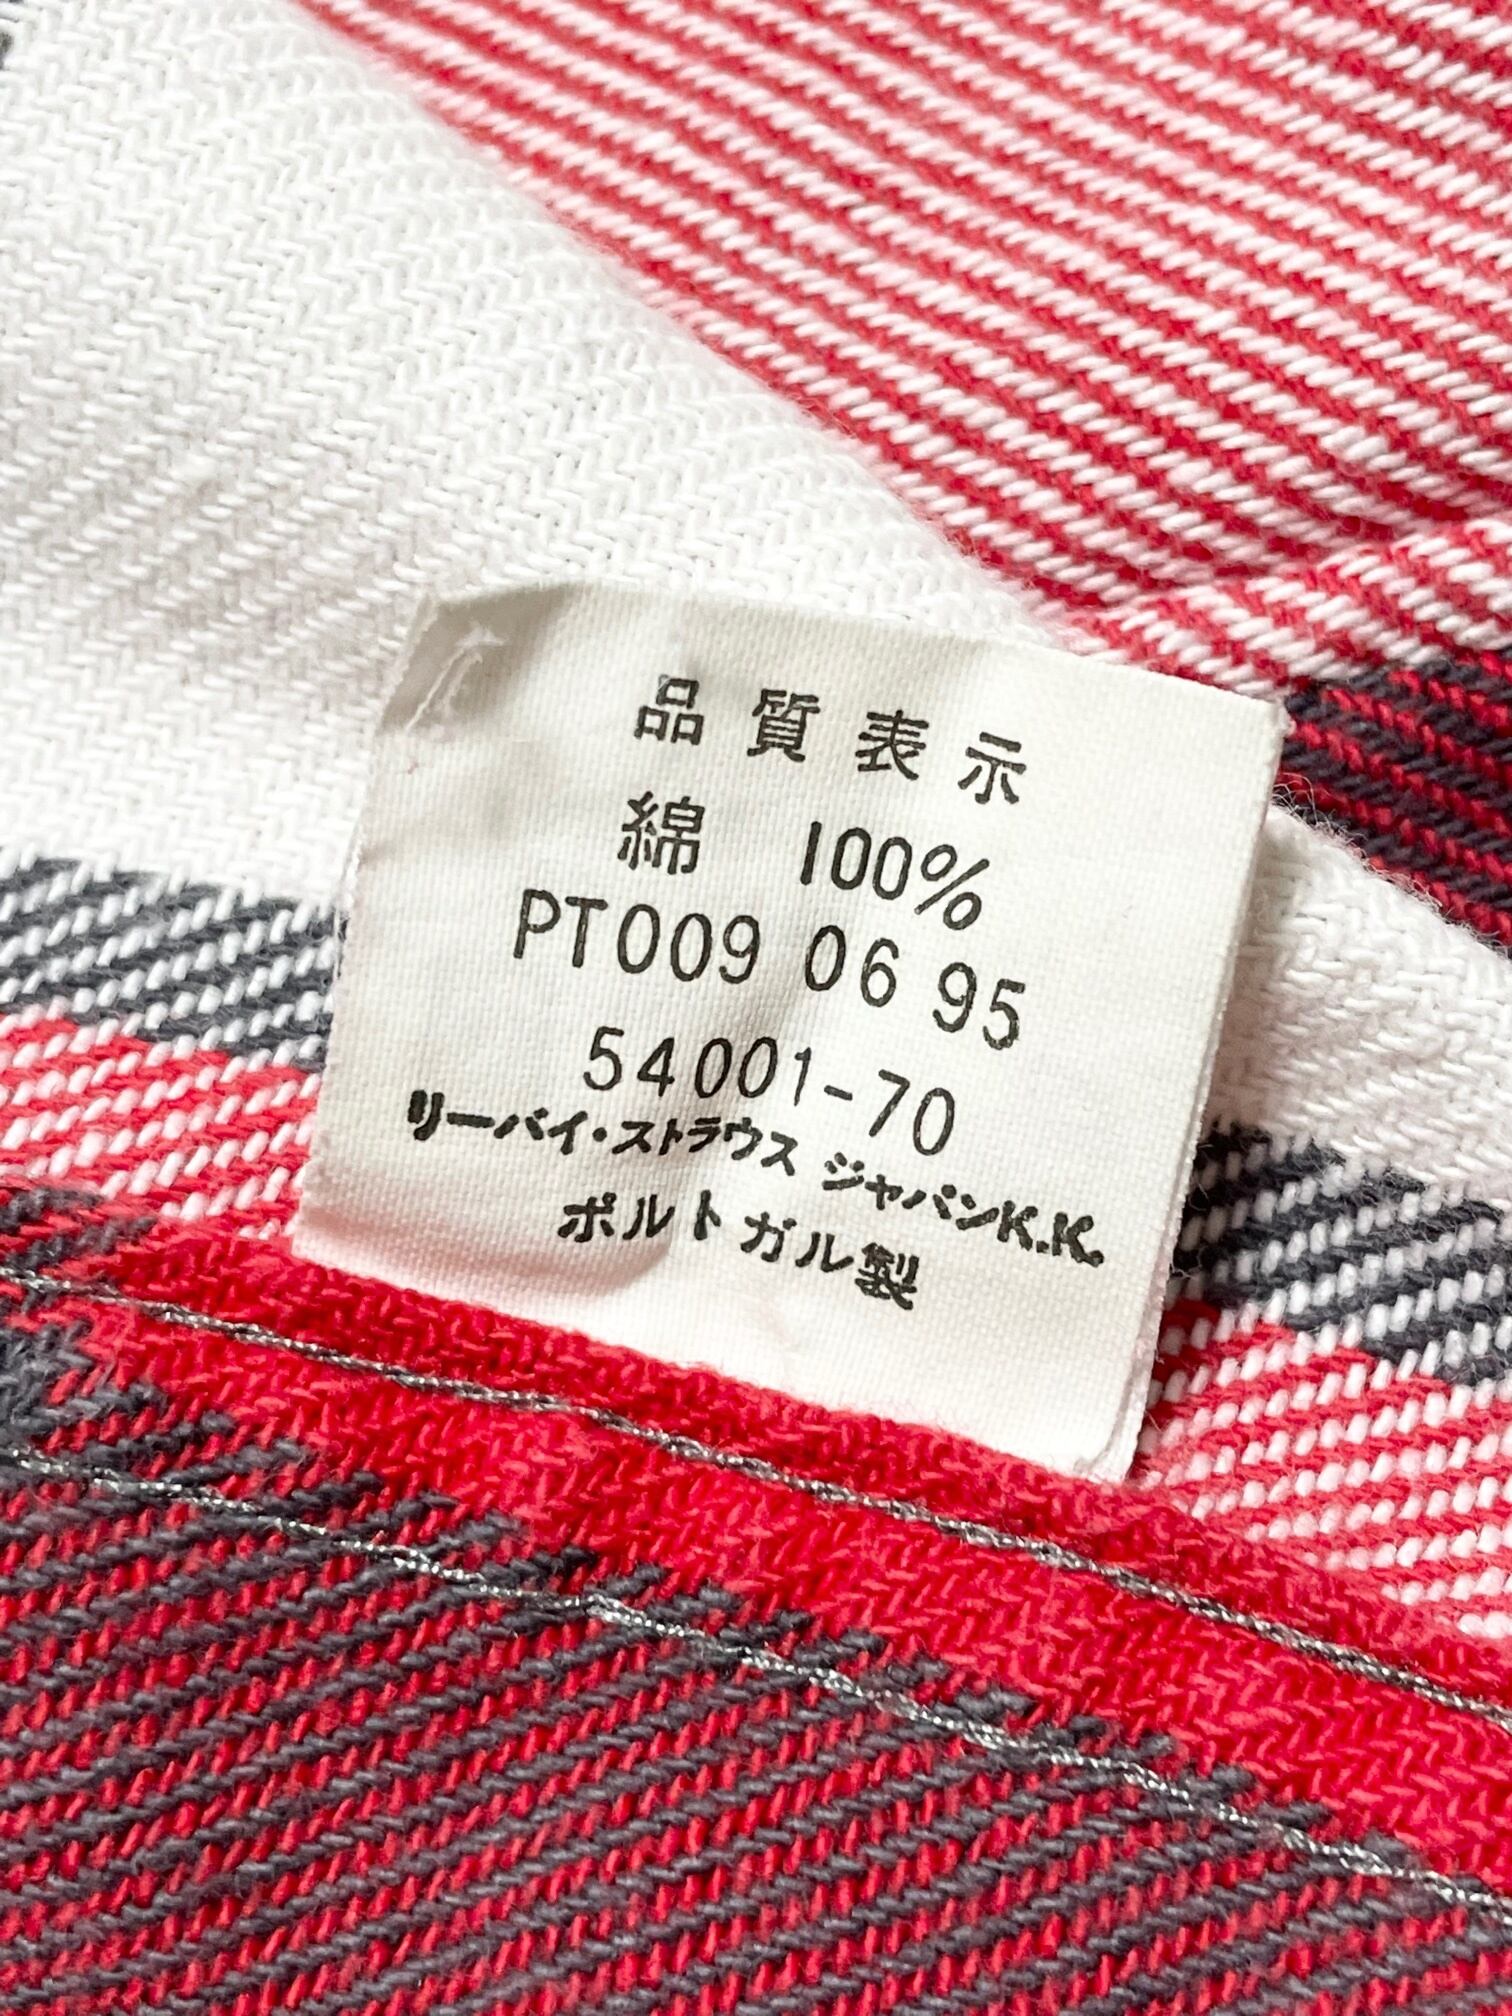 品質表示
綿 100%
PT009 06 95
54001-70
リーバイ・ストラウス ジャパンK.K.
ポルトガル製